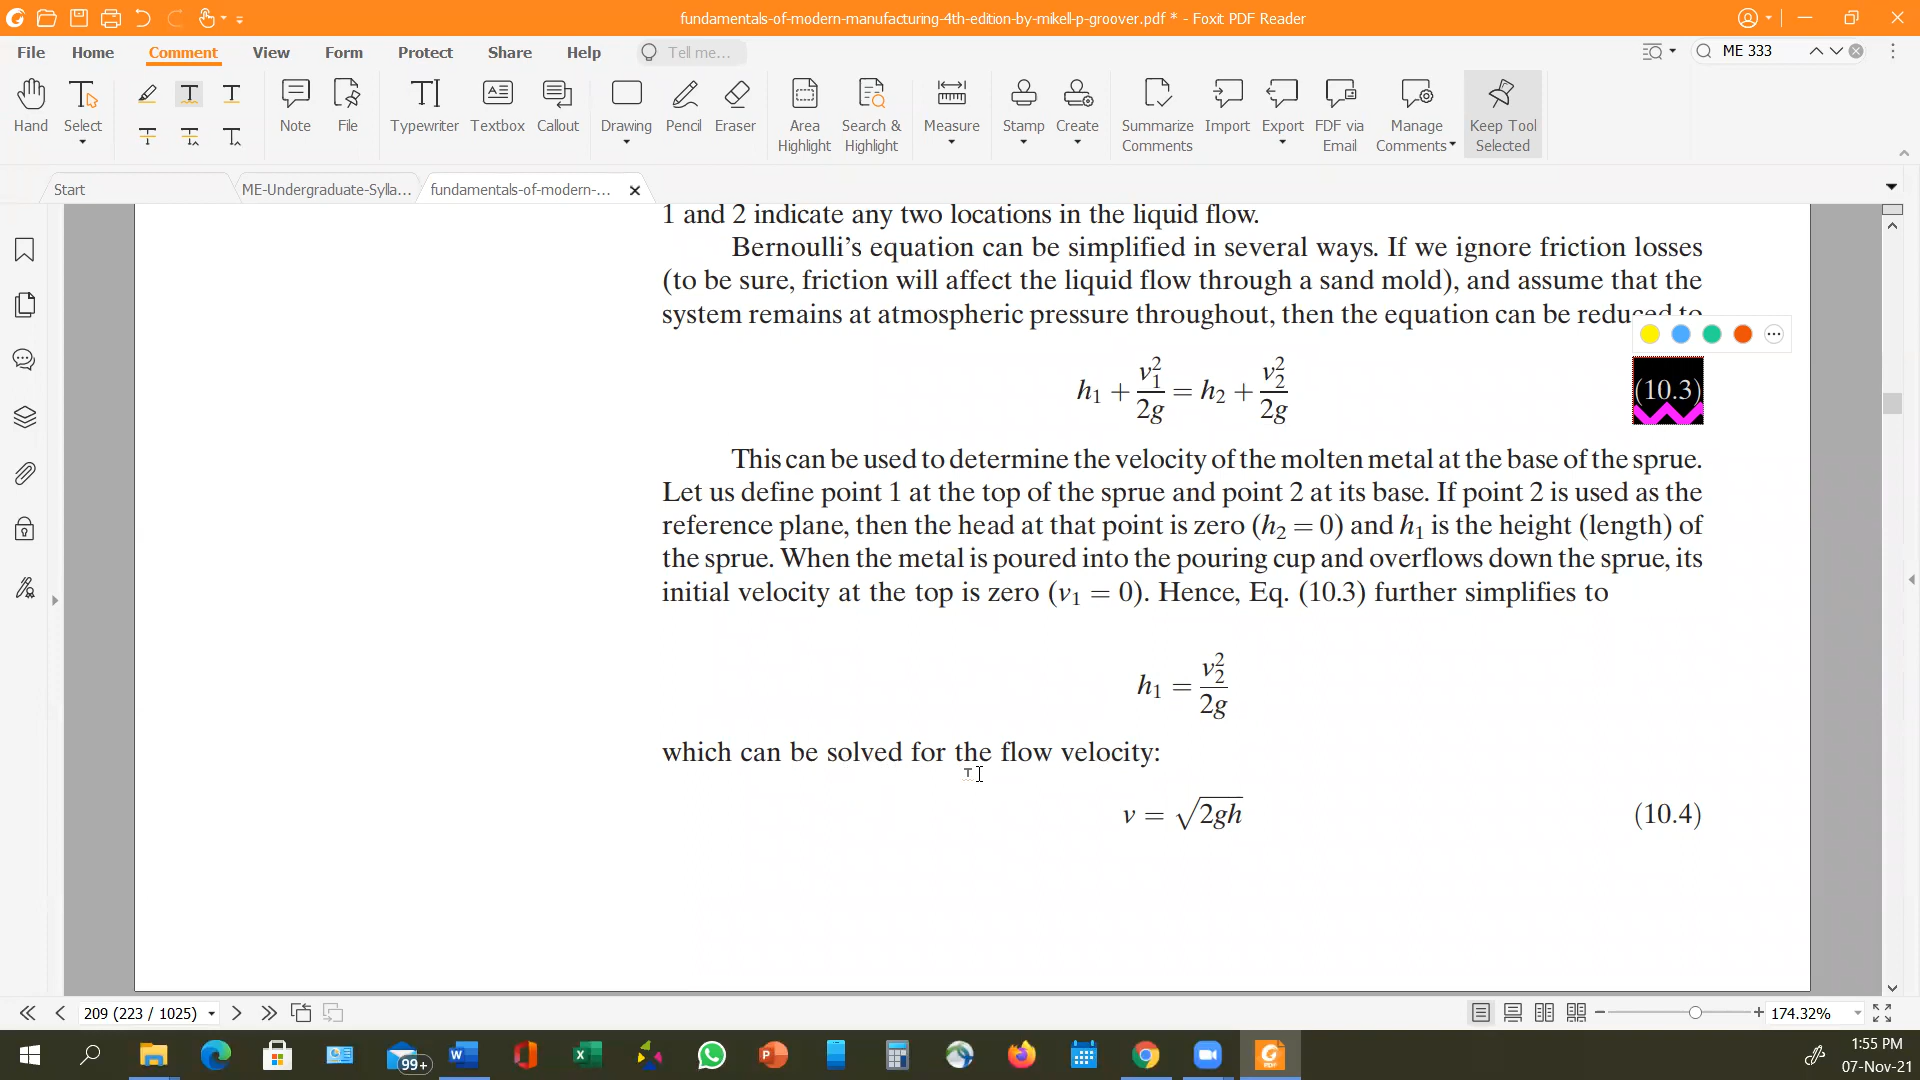 fundamentals-of-modern-manufacturing-4th-edition-by-mikell-p-groover.pdf * - Foxit PDF Reader
File Home Comment View Form Protect Share Help Tell me... ME 333
Hand Select Note File Typewriter Textbox Callout Drawing Pencil Eraser Area Highlight Search & Highlight Measure Stamp Create Summarize Comments Import Export FDF via Email Manage Comments Keep Tool Selected
Start ME-Undergraduate-Sylla... fundamentals-of-modern-...
1 and 2 indicate any two locations in the liquid flow.
Bernoulli's equation can be simplified in several ways. If we ignore friction losses
(to be sure, friction will affect the liquid flow through a sand mold), and assume that the
system remains at atmospheric pressure throughout, then the equation can be reduced to
h₁ + v₁²/2g = h₂ + v₂²/2g (10.3)
This can be used to determine the velocity of the molten metal at the base of the sprue.
Let us define point 1 at the top of the sprue and point 2 at its base. If point 2 is used as the
reference plane, then the head at that point is zero (h₂ = 0) and h₁ is the height (length) of
the sprue. When the metal is poured into the pouring cup and overflows down the sprue, its
initial velocity at the top is zero (v₁ = 0). Hence, Eq. (10.3) further simplifies to
h₁ = v₂²/2g
which can be solved for the flow velocity:
v = √2gh (10.4)
209 (223 / 1025) 174.32%
99+
1:55 PM
07-Nov-21